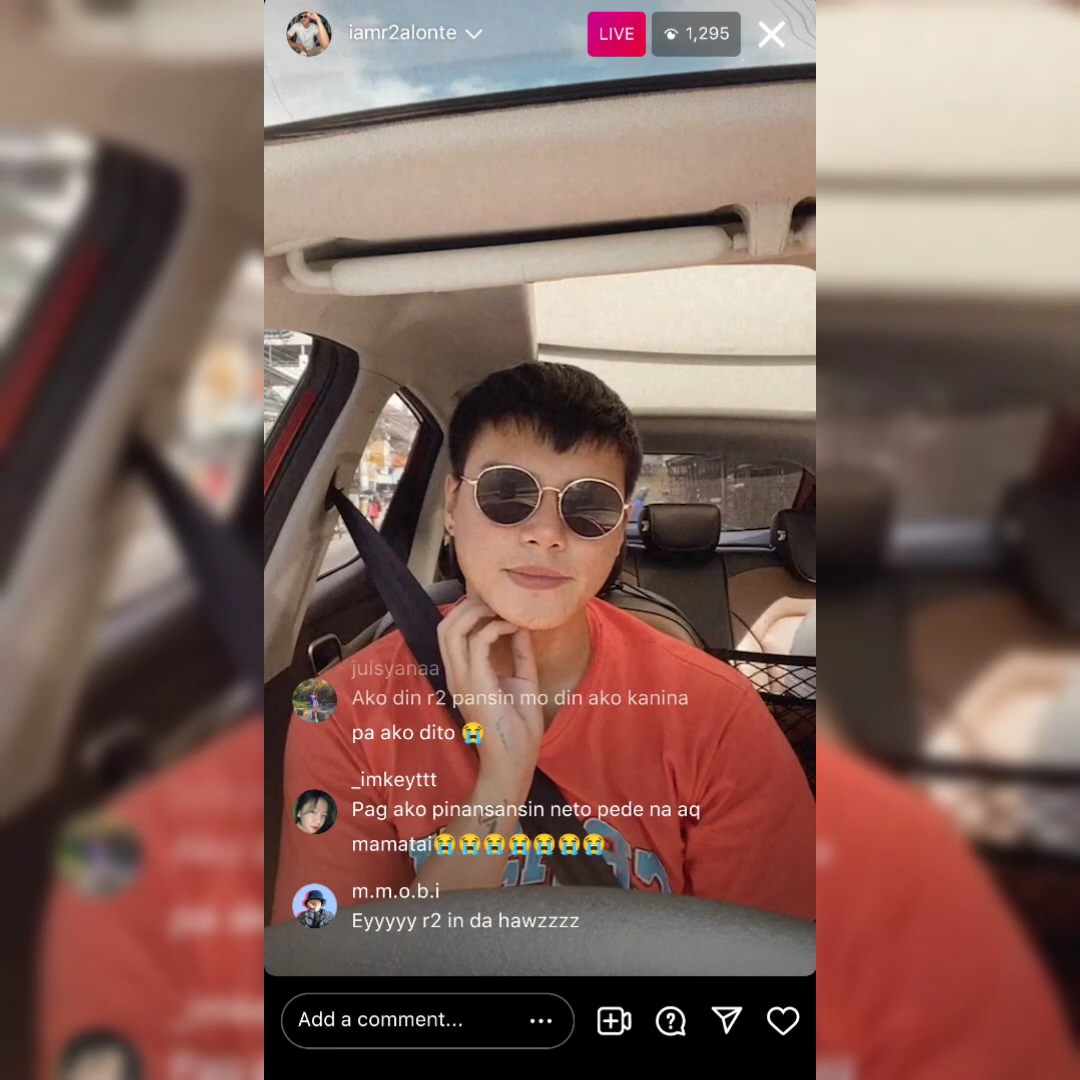 iamr2alonte
LIVE
1,295
julsyanaa
Ako din r2 pansin mo din ako kanina
pa ako dito 😭
_imkeyttt
Pag ako pinansansin neto pede na aq
mamatai😭😭😭😭😭😭😭
m.m.o.b.i
Eyyyyy r2 in da hawzzzz
Add a comment...